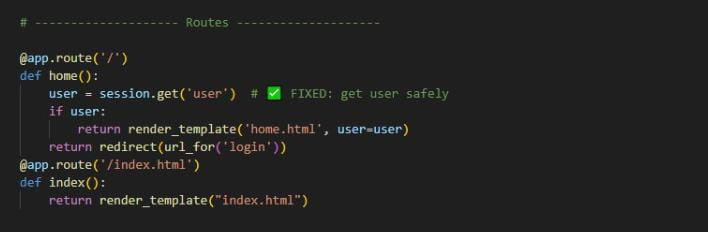 # -------------------- Routes --------------------
@app.route('/')
def home():
    user = session.get('user')  # ✅ FIXED: get user safely
    if user:
        return render_template('home.html', user=user)
    return redirect(url_for('login'))
@app.route('/index.html')
def index():
    return render_template("index.html")